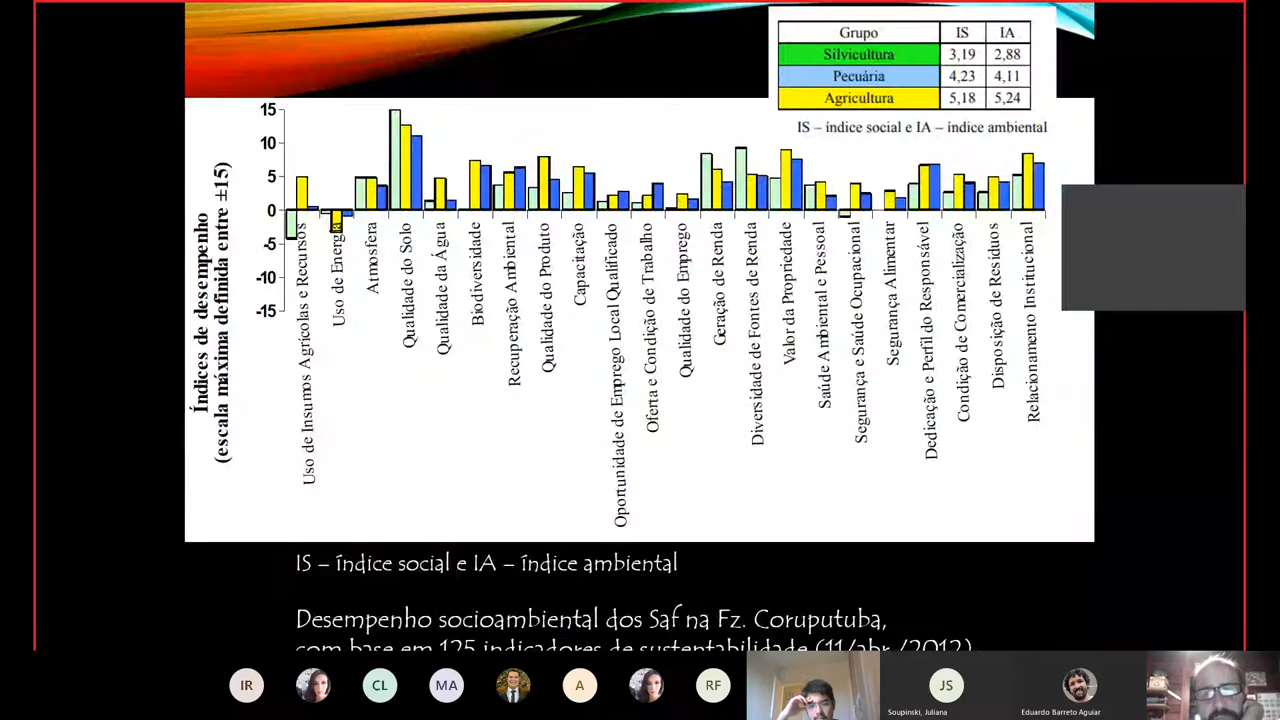 Grupo IS IA
Silvicultura 3,19 2,88
Pecuária 4,23 4,11
Agricultura 5,18 5,24
IS – índice social e IA – índice ambiental
Índices de desempenho
(escala máxima definida entre ±15)
15
10
5
0
-5
-10
-15
Uso de Insumos Agrícolas e Recursos
Uso de Energ
Atmosfera
Qualidade do Solo
Qualidade da Água
Biodiversidade
Recuperação Ambiental
Qualidade do Produto
Capacitação
Oportunidade de Emprego Local Qualificado
Oferta e Condição de Trabalho
Qualidade do Emprego
Geração de Renda
Diversidade de Fontes de Renda
Valor da Propriedade
Saúde Ambiental e Pessoal
Segurança e Saúde Ocupacional
Segurança Alimentar
Dedicação e Perfil do Responsável
Condição de Comercialização
Disposição de Resíduos
Relacionamento Institucional
IS – índice social e IA – índice ambiental
Desempenho socioambiental dos Saf na Fz. Coruputuba,
com base em 125 indicadores de sustentabilidade (11/abr./2012)
IR CL MA A RF JS
Soupinski, Juliana
Eduardo Barreto Aguiar